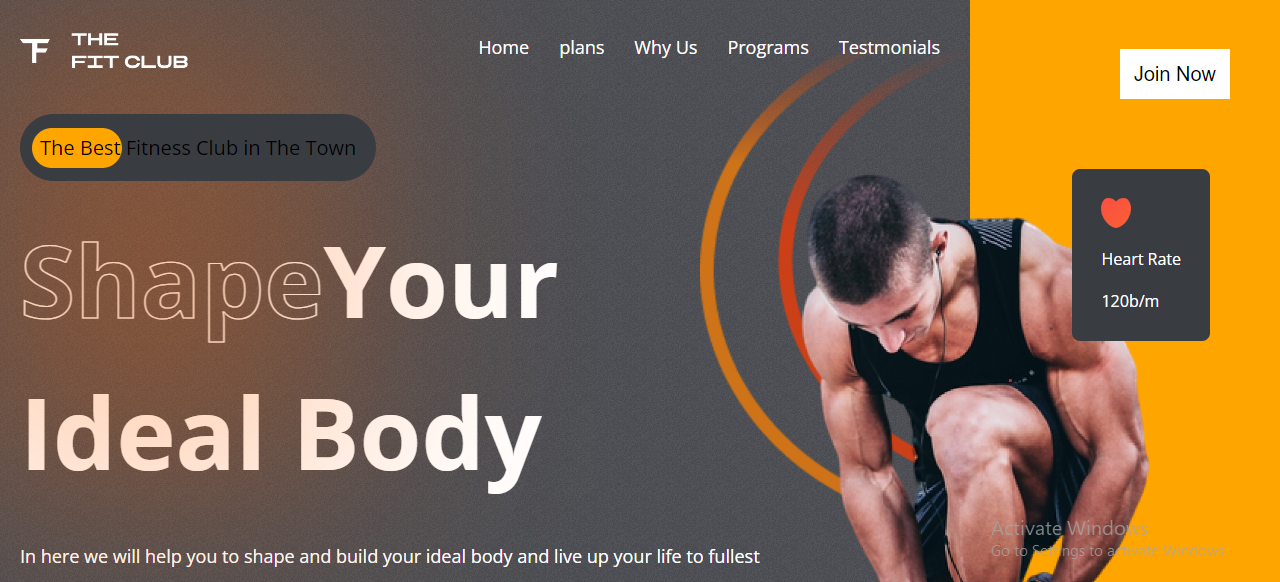 THE
FIT CLUB
Home plans Why Us Programs Testmonials
Join Now
The Best Fitness Club in The Town
Heart Rate
120b/m
ShapeYour
Ideal Body
In here we will help you to shape and build your ideal body and live up your life to fullest
Activate Windows
Go to Settings to activate Windows.